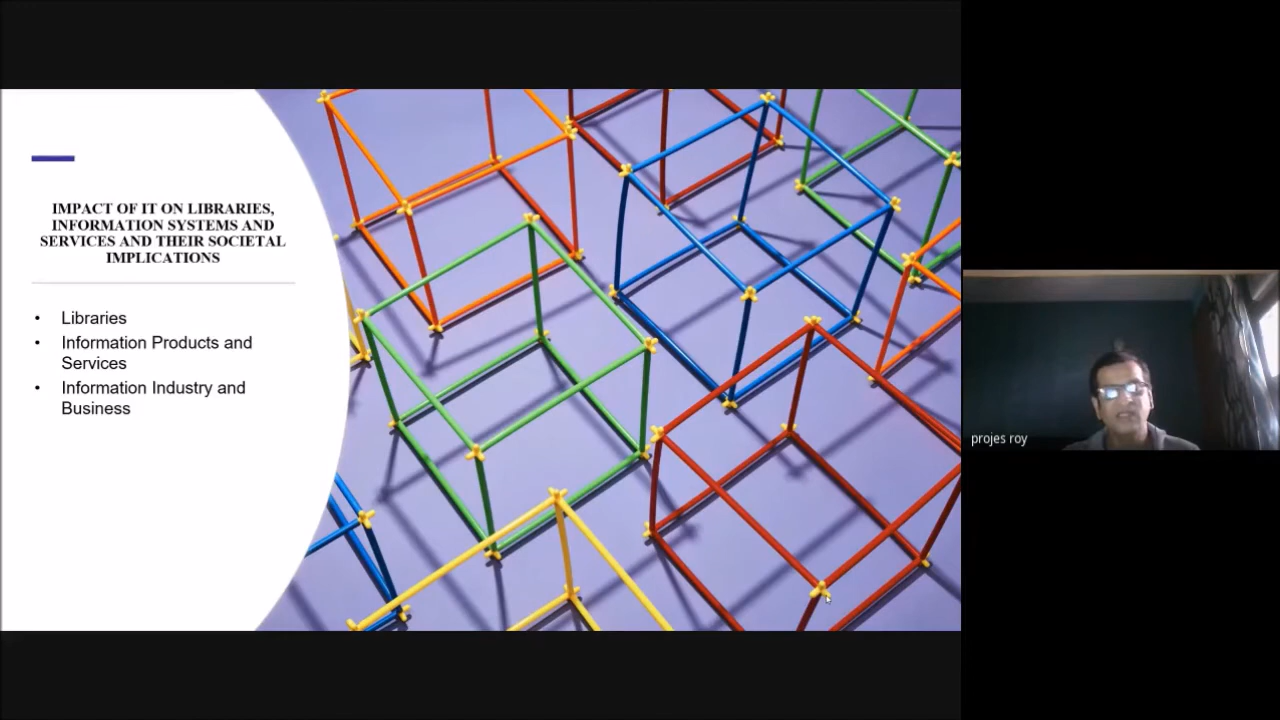 IMPACT OF IT ON LIBRARIES,
INFORMATION SYSTEMS AND
SERVICES AND THEIR SOCIETAL
IMPLICATIONS
• Libraries
• Information Products and
Services
• Information Industry and
Business
projes roy